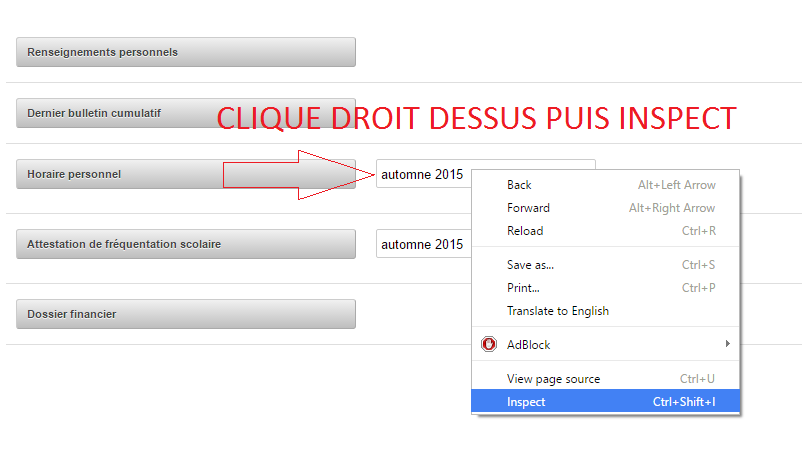 Renseignements personnels
Dernier bulletin cumulatif
CLIQUE DROIT DESSUS PUIS INSPECT
Horaire personnel
automne 2015
Back Alt+Left Arrow
Forward Alt+Right Arrow
Reload Ctrl+R
Attestation de fréquentation scolaire
automne 2015
Save as... Ctrl+S
Print... Ctrl+P
Translate to English
Dossier financier
AdBlock
View page source Ctrl+U
Inspect Ctrl+Shift+I